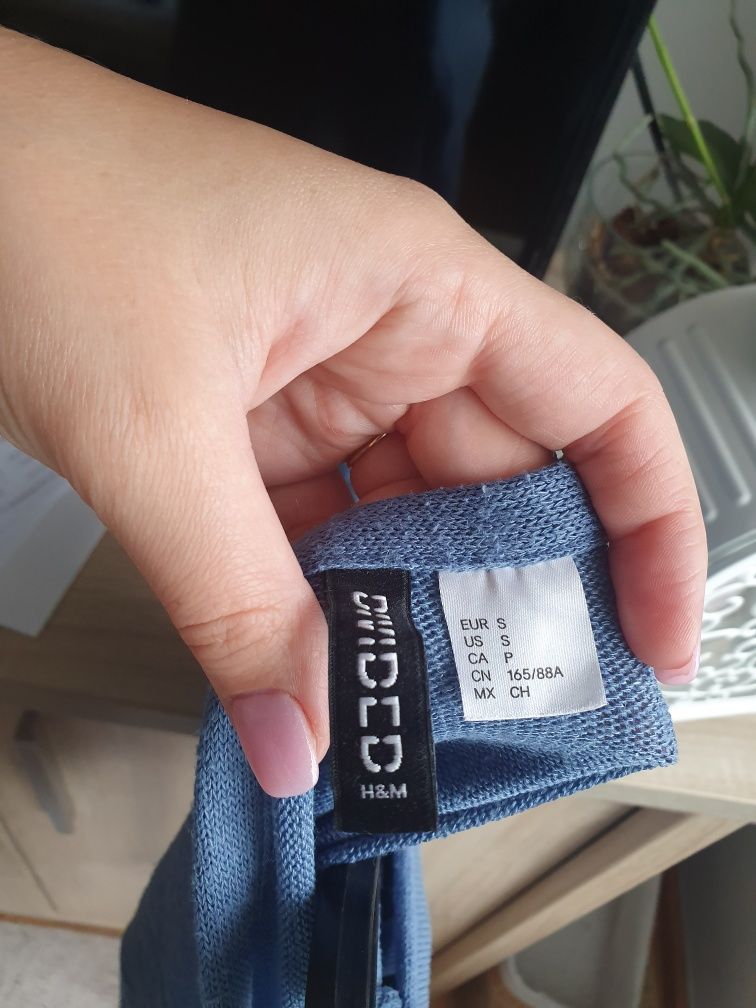 DIVIDED
H&M
EUR S
US S
CA P
CN 165/88A
MX CH